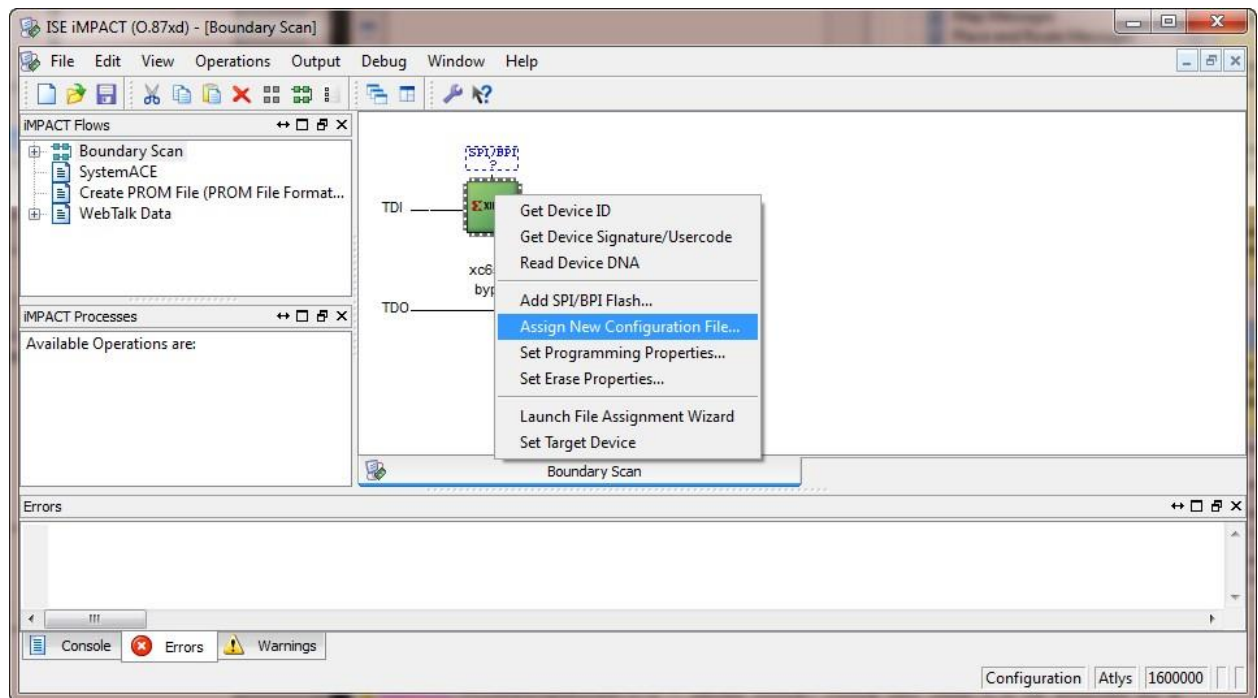 ISE iMPACT (O.87xd) - [Boundary Scan]
File Edit View Operations Output Debug Window Help
iMPACT Flows
Boundary Scan
SystemACE
Create PROM File (PROM File Format...
WebTalk Data
iMPACT Processes
Available Operations are:
SPI/BPI
?
TDI
TDO
Get Device ID
Get Device Signature/Usercode
Read Device DNA
Add SPI/BPI Flash...
Assign New Configuration File...
Set Programming Properties...
Set Erase Properties...
Launch File Assignment Wizard
Set Target Device
Boundary Scan
Errors
Console Errors Warnings
Configuration Atlys 1600000